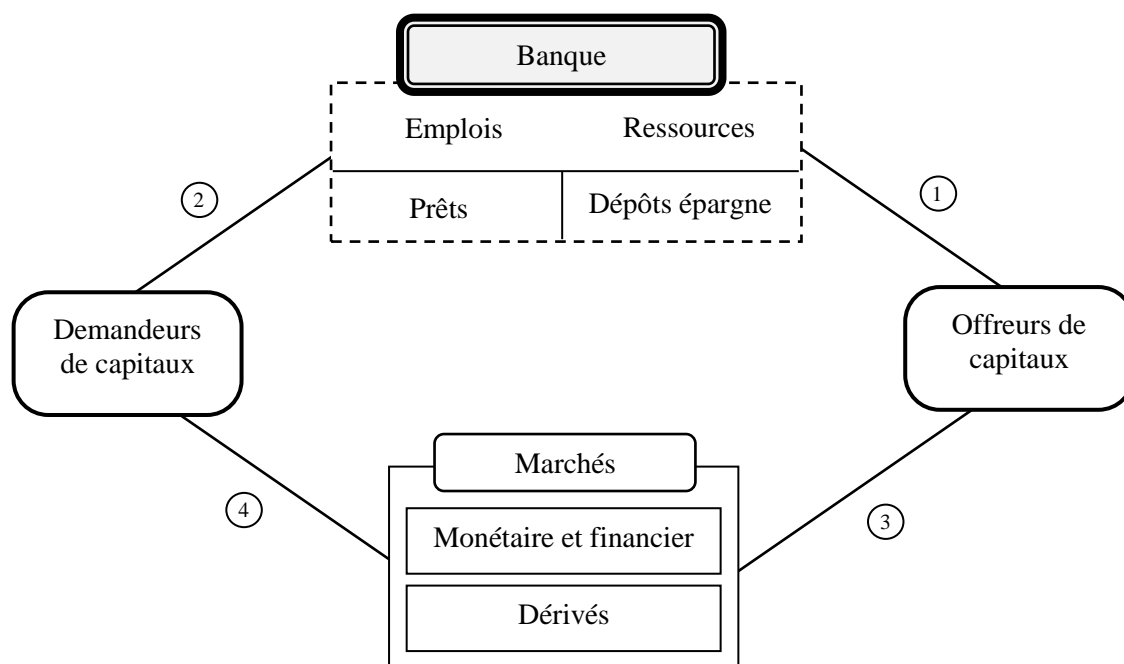 Banque
Emplois Ressources
Prêts Dépôts épargne
2
1
Demandeurs
de capitaux
Offreurs de
capitaux
Marchés
4
3
Monétaire et financier
Dérivés